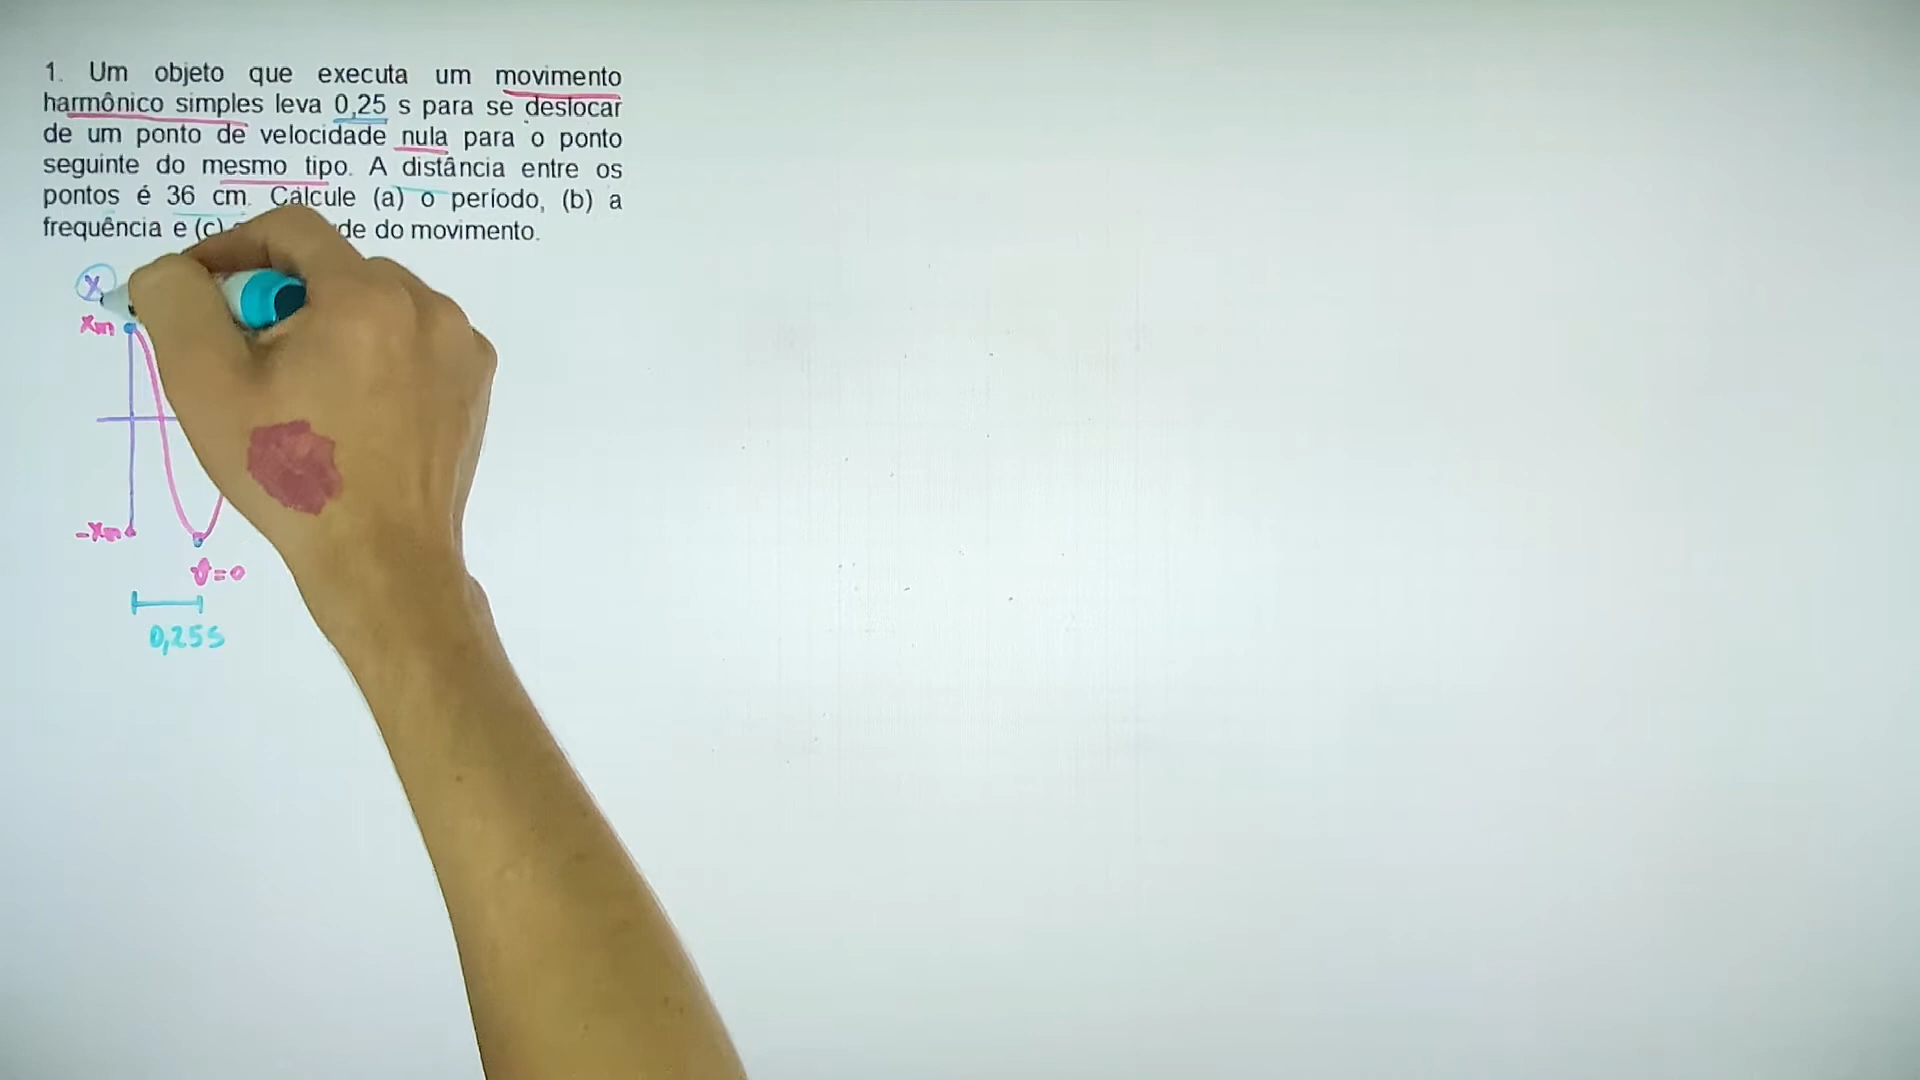 1. Um objeto que executa um movimento
harmônico simples leva 0,25 s para se deslocar
de um ponto de velocidade nula para o ponto
seguinte do mesmo tipo. A distância entre os
pontos é 36 cm. Calcule (a) o período, (b) a
frequência e (c) de do movimento.
x
xm
-xm
v=0
0,25s